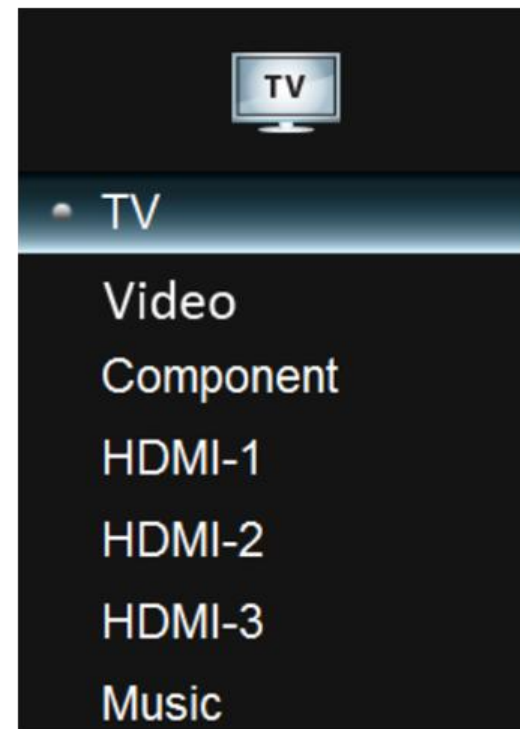 TV
TV
Video
Component
HDMI-1
HDMI-2
HDMI-3
Music